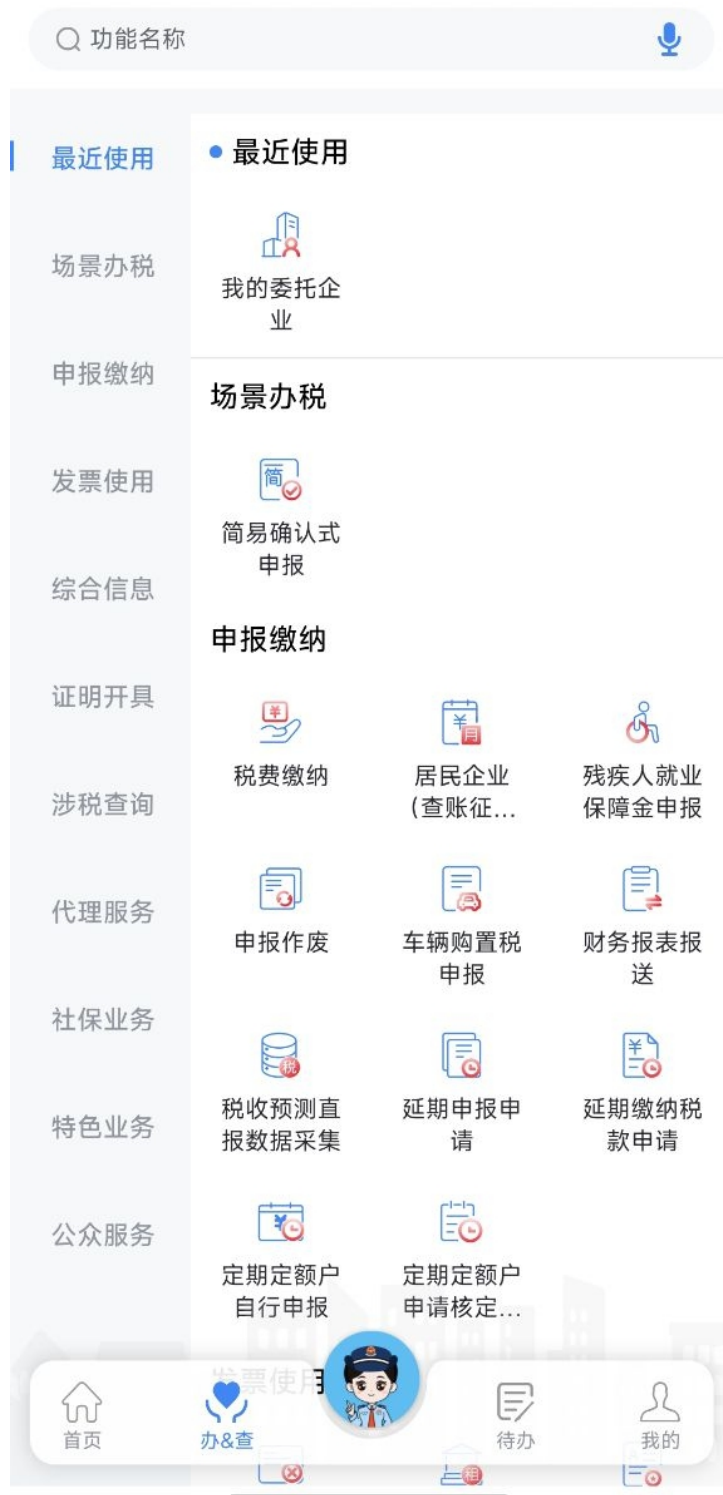 功能名称
最近使用
场景办税
申报缴纳
发票使用
综合信息
证明开具
涉税查询
代理服务
社保业务
特色业务
公众服务
最近使用
我的委托企
业
场景办税
简
简易确认式
申报
申报缴纳
¥
税费缴纳
¥
月
居民企业
（查账征...
残疾人就业
保障金申报
申报作废
车辆购置税
申报
财务报表报
送
税
税收预测直
报数据采集
延期申报申
请
¥
延期缴纳税
款申请
¥
定期定额户
自行申报
定期定额户
申请核定...
发票使用
租
首页
办&查
待办
我的